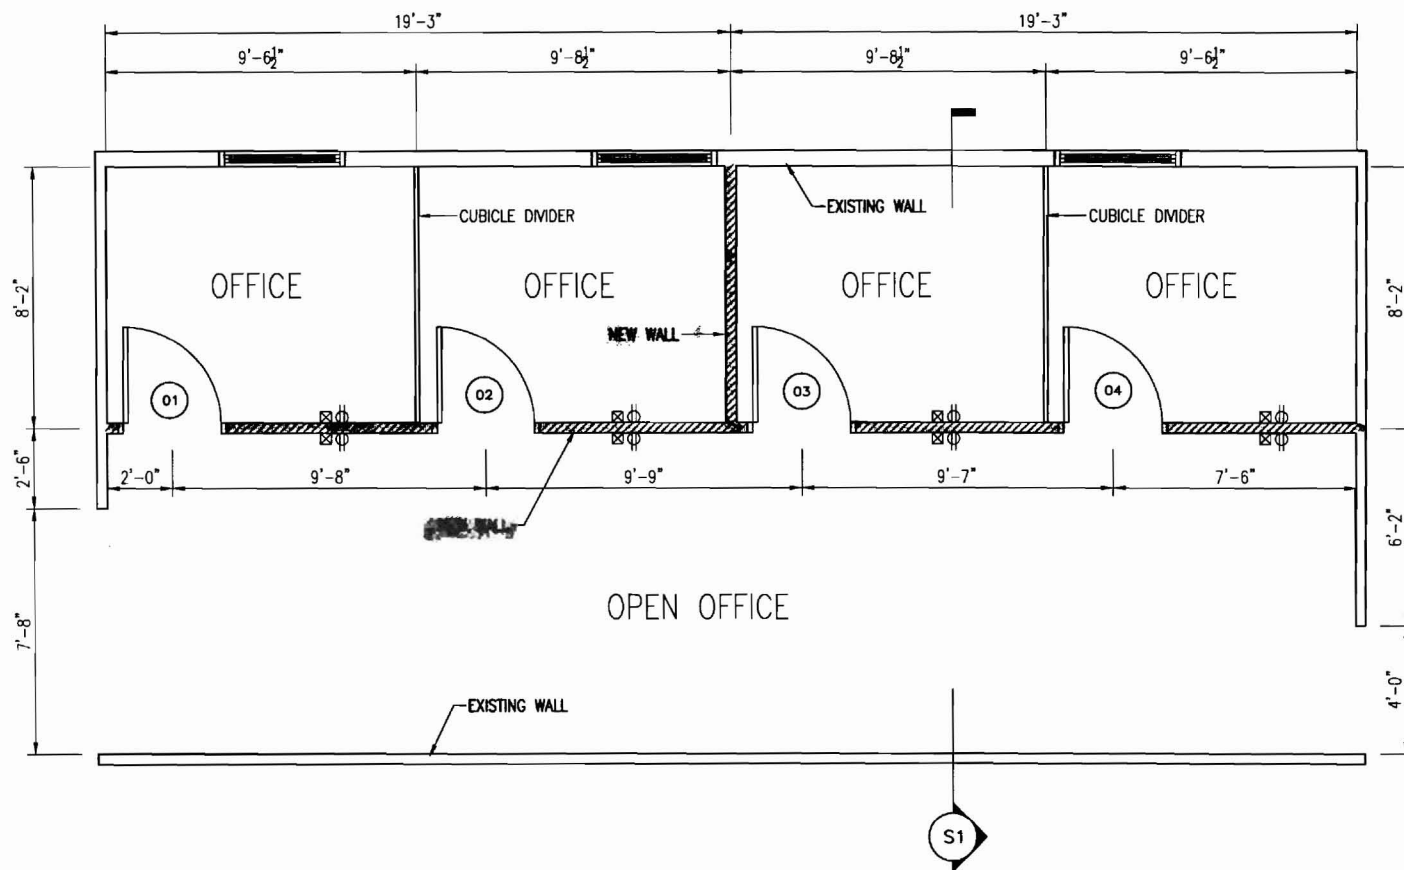 19'-3"
19'-3"
9'-6½"
9'-8½"
9'-8½"
9'-6½"
EXISTING WALL
CUBICLE DIVIDER
CUBICLE DIVIDER
OFFICE
OFFICE
OFFICE
OFFICE
8'-2"
8'-2"
NEW WALL
01
02
03
04
2'-6"
2'-0"
9'-8"
9'-9"
9'-7"
7'-6"
6'-2"
WALL
OPEN OFFICE
7'-8"
4'-0"
EXISTING WALL
S1